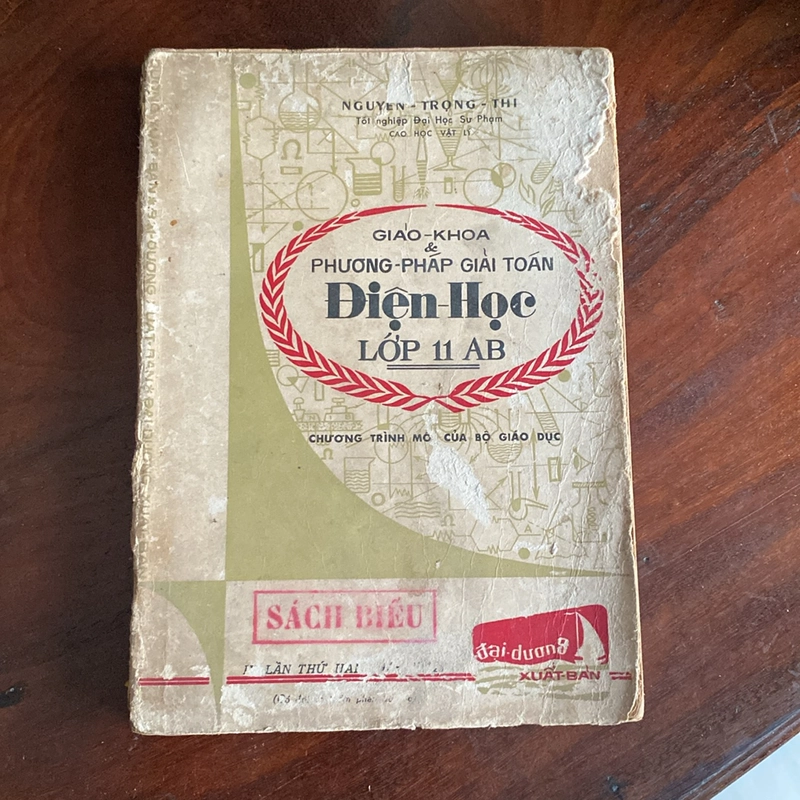 NGUYỄN - TRỌNG - THI
Tốt nghiệp Đại Học Sư Phạm
CAO HỌC VẬT LÝ
GIÁO-KHOA
&
PHƯƠNG-PHÁP GIẢI TOÁN
Điện-Học
LỚP 11 AB
CHƯƠNG TRÌNH MỚ CỦA BỘ GIÁO DỤC
SÁCH BIẾU
LẦN THỨ HAI
đại-dương
XUẤT-BẢN